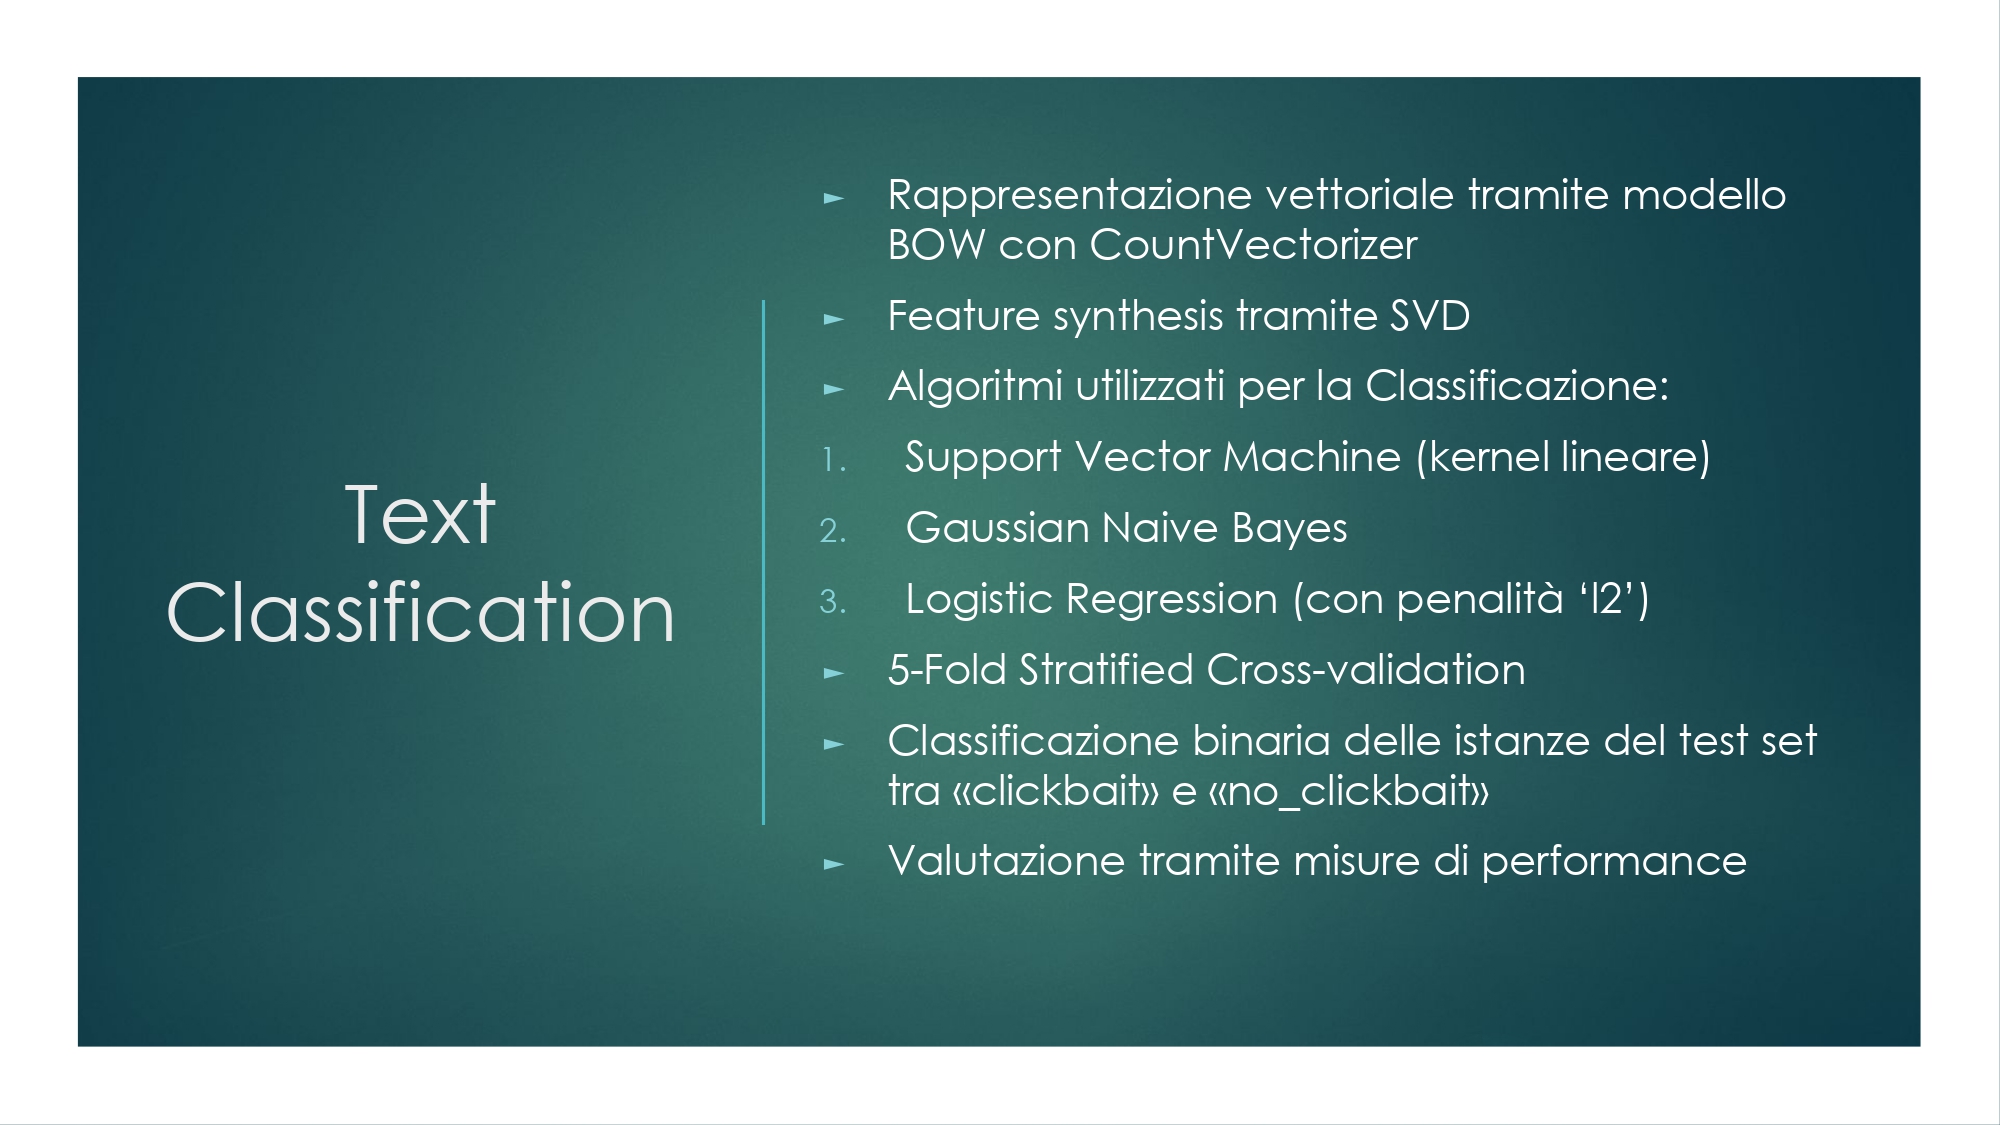 Text
Classification
► Rappresentazione vettoriale tramite modello
BOW con CountVectorizer
► Feature synthesis tramite SVD
► Algoritmi utilizzati per la Classificazione:
1. Support Vector Machine (kernel lineare)
2. Gaussian Naive Bayes
3. Logistic Regression (con penalità ‘l2’)
► 5-Fold Stratified Cross-validation
► Classificazione binaria delle istanze del test set
tra «clickbait» e «no_clickbait»
► Valutazione tramite misure di performance